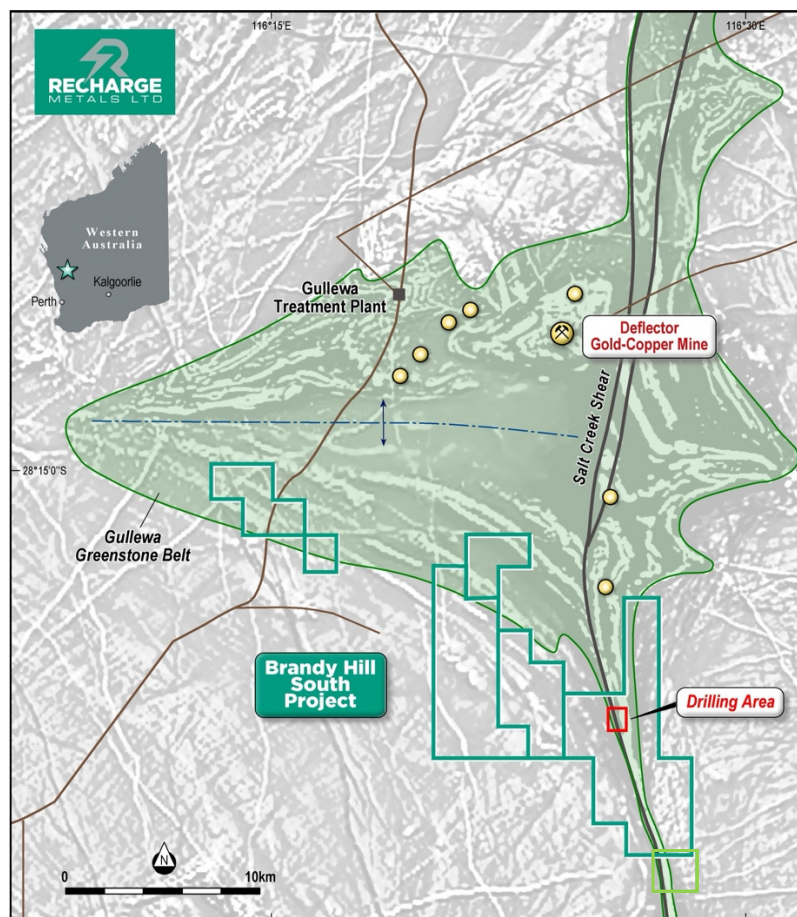 116°15'E
116°30'E
RECHARGE
METALS LTD
Western
Australia
Kalgoorlie
Perth
Gullewa
Treatment Plant
Deflector
Gold-Copper Mine
Salt Creek Shear
28°15'0"S
Gullewa
Greenstone Belt
Brandy Hill
South
Project
Drilling Area
N
0
10km